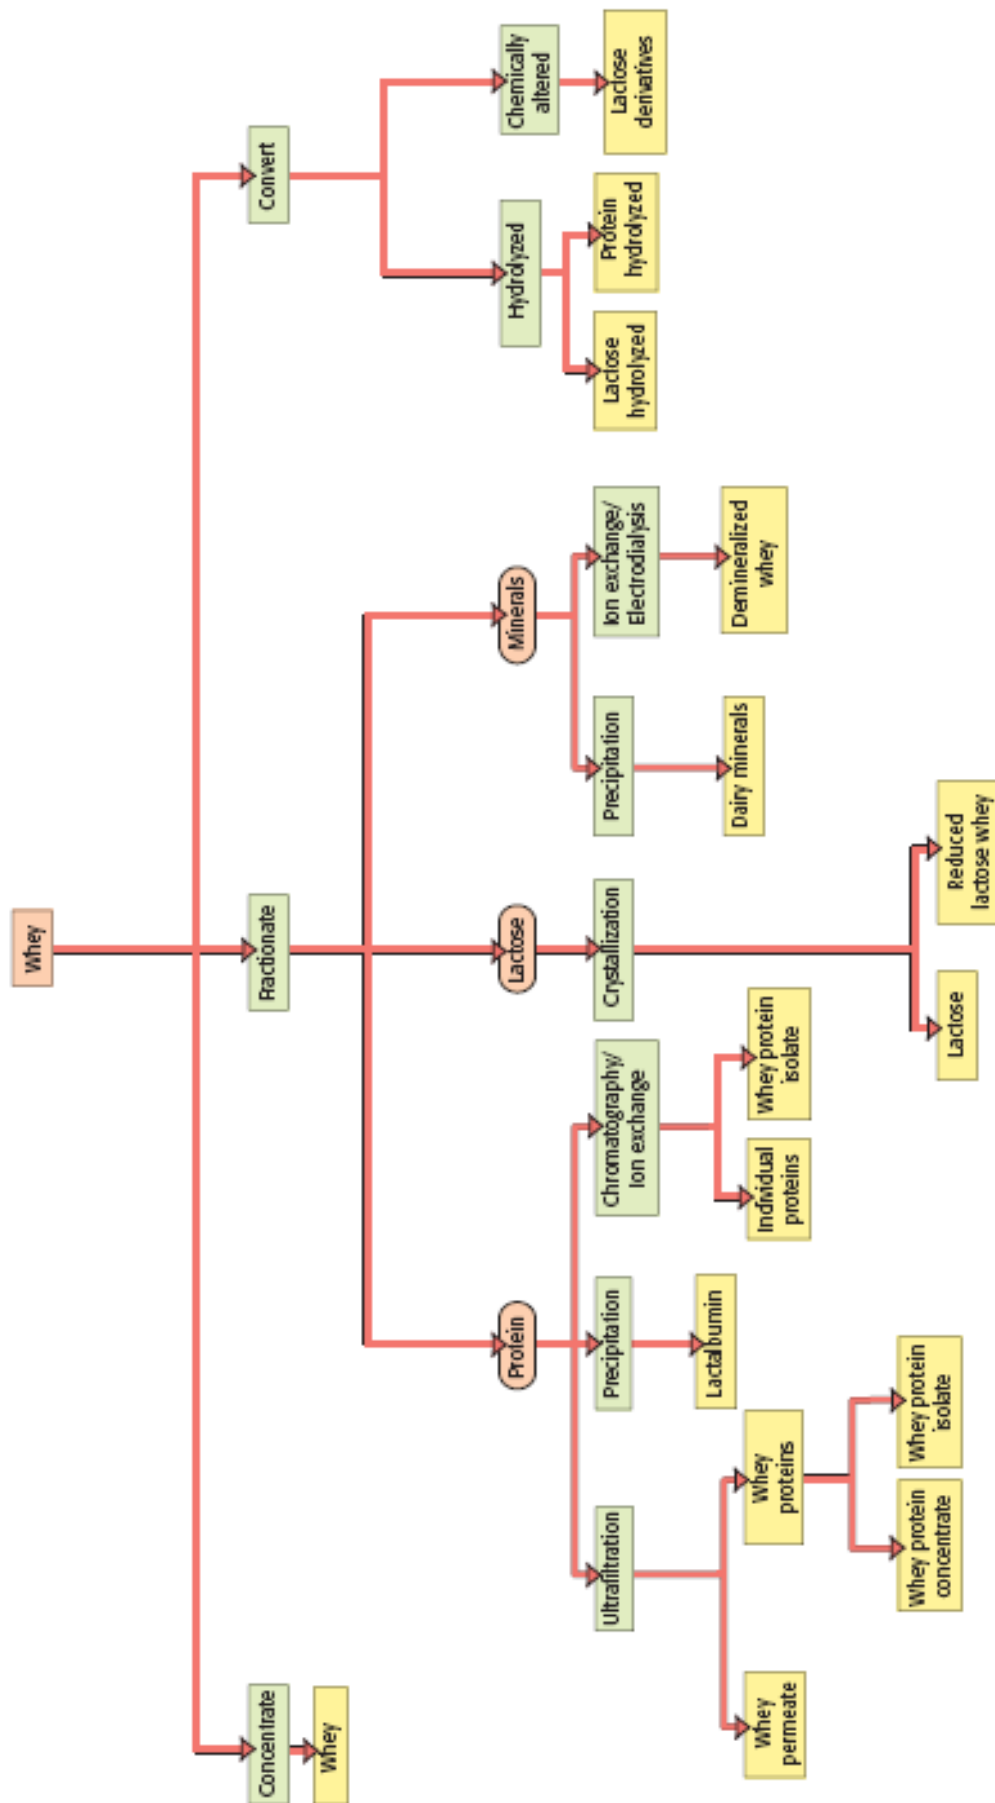 Whey
Concentrate
Fractionate
Convert
Whey
Protein
Lactose
Minerals
Hydrolyzed
Chemically
altered
Ultrafiltration
Precipitation
Chromatography/
Ion exchange
Crystallization
Precipitation
Ion exchange/
Electrodialysis
Lactose
hydrolyzed
Protein
hydrolyzed
Lactose
derivatives
Whey
permeate
Whey
proteins
Lactalbumin
Individual
proteins
Whey protein
isolate
Dairy minerals
Demineralized
whey
Whey protein
concentrate
Whey protein
isolate
Lactose
Reduced
lactose whey